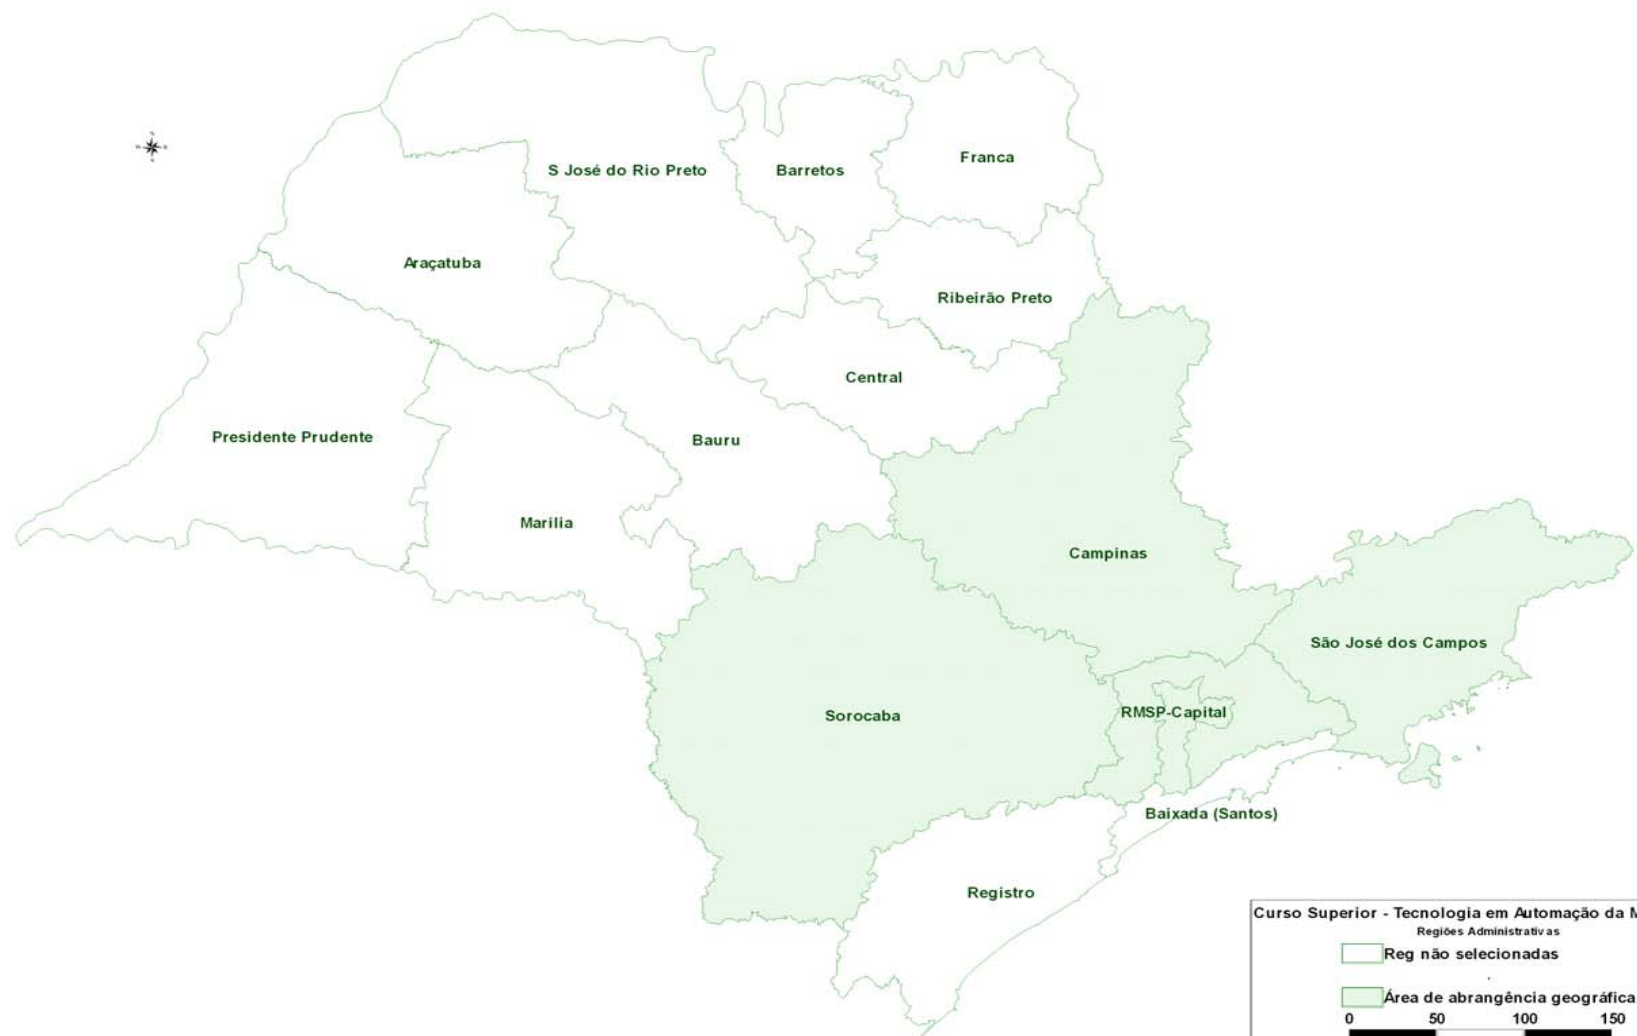 Franca
S José do Rio Preto
Barretos
Araçatuba
Ribeirão Preto
Central
Presidente Prudente
Bauru
Marília
Campinas
São José dos Campos
RMSP-Capital
Sorocaba
Baixada (Santos)
Registro
Curso Superior - Tecnologia em Automação da
Regiões Administrativas
Reg não selecionadas
Área de abrangência geográfica
0 50 100 150